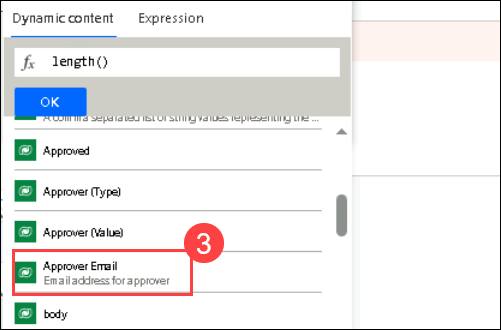 Dynamic content
Expression
fx length()
OK
A comma separated list of string values representing the ...
Approved
Approver (Type)
Approver (Value)
3
Approver Email
Email address for approver
body